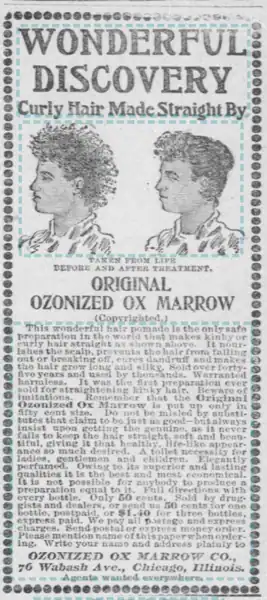 WONDERFUL
DISCOVERY
Curly Hair Made Straight By
TAKEN FROM LIFE
BEFORE AND AFTER TREATMENT.
ORIGINAL
OZONIZED OX MARROW
(Copyrighted.)
This wonderful hair pomade is the only safe
preparation in the world that makes kinky or
curly hair straight as shown above. It nour-
ishes the scalp, prevents the hair from falling
out or breaking off, cures dandruff and makes
the hair grow long and silky. Sold over forty-
five years and used by thousands. Warranted
harmless. It was the first preparation ever
sold for straightening kinky hair. Beware of
imitations. Remember that the Original
Ozonized Ox Marrow is put up only in
fifty cent size. Do not be misled by substi-
tutes that claim to be just as good—but always
insist upon getting the genuine, as it never
fails to keep the hair straight, soft and beau-
tiful, giving it that healthy, life-like appear-
ance so much desired. A toilet necessity for
ladies, gentlemen and children. Elegantly
perfumed. Owing to its superior and lasting
qualities it is the best and most economical.
It is not possible for anybody to produce a
preparation equal to it. Full directions with
every bottle. Only 50 cents. Sold by drug-
gists and dealers, or send us 50 cents for one
bottle, postpaid, or $1.40 for three bottles,
express paid. We pay all postage and express
charges. Send postal or express money order.
Please mention name of this paper when order-
ing. Write your name and address plainly to
OZONIZED OX MARROW CO.,
76 Wabash Ave., Chicago, Illinois.
Agents wanted everywhere.